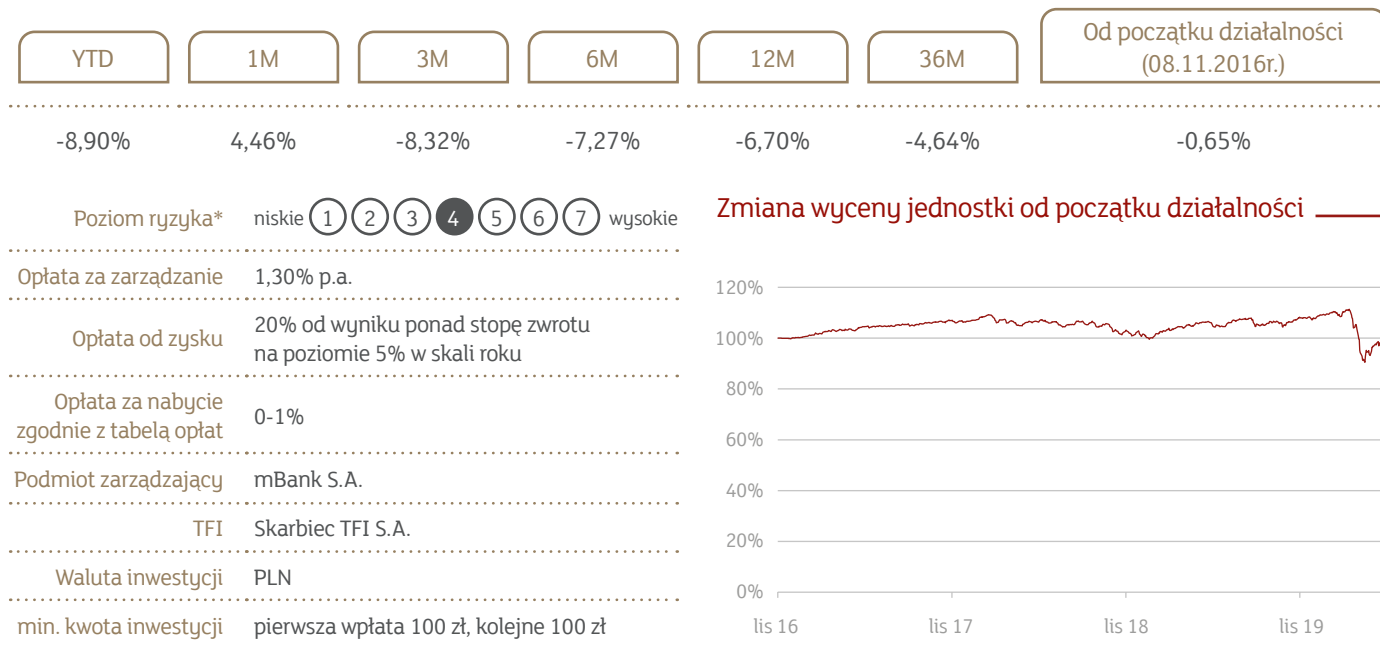 YTD 1M 3M 6M 12M 36M Od początku działalności
(08.11.2016r.)
-8,90% 4,46% -8,32% -7,27% -6,70% -4,64% -0,65%
Poziom ryzyka* niskie 1 2 3 4 5 6 7 wysokie
Opłata za zarządzanie 1,30% p.a.
Opłata od zysku 20% od wyniku ponad stopę zwrotu
na poziomie 5% w skali roku
Opłata za nabycie
zgodnie z tabelą opłat 0-1%
Podmiot zarządzający mBank S.A.
TFI Skarbiec TFI S.A.
Waluta inwestycji PLN
min. kwota inwestycji pierwsza wpłata 100 zł, kolejne 100 zł
Zmiana wyceny jednostki od początku działalności
120%
100%
80%
60%
40%
20%
0%
lis 16 lis 17 lis 18 lis 19